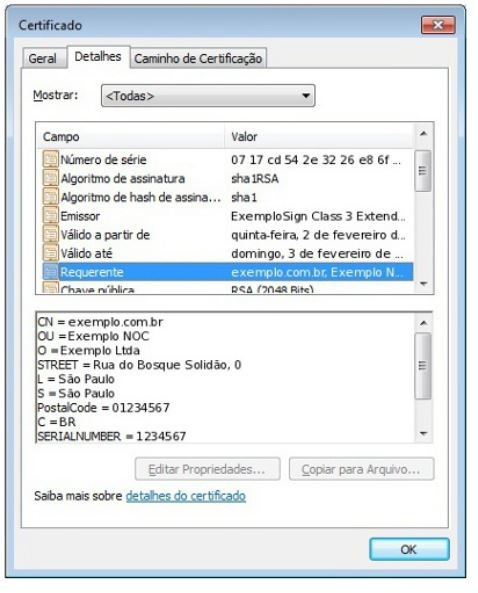 Certificado
Geral Detalhes Caminho de Certificação
Mostrar: <Todas>
Campo Valor
Número de série 07 17 cd 54 2e 32 26 e8 6f ...
Algoritmo de assinatura sha1RSA
Algoritmo de hash de assina... sha1
Emissor ExemploSign Class 3 Extend...
Válido a partir de quinta-feira, 2 de fevereiro d...
Válido até domingo, 3 de fevereiro de ...
Requerente exemplo.com.br, Exemplo N...
Chave pública RSA (2048 Bits)
CN = exemplo.com.br
OU = Exemplo NOC
O = Exemplo Ltda
STREET = Rua do Bosque Solidão, 0
L = São Paulo
S = São Paulo
PostalCode = 01234567
C = BR
SERIALNUMBER = 1234567
Editar Propriedades... Copiar para Arquivo...
Saiba mais sobre detalhes do certificado
OK